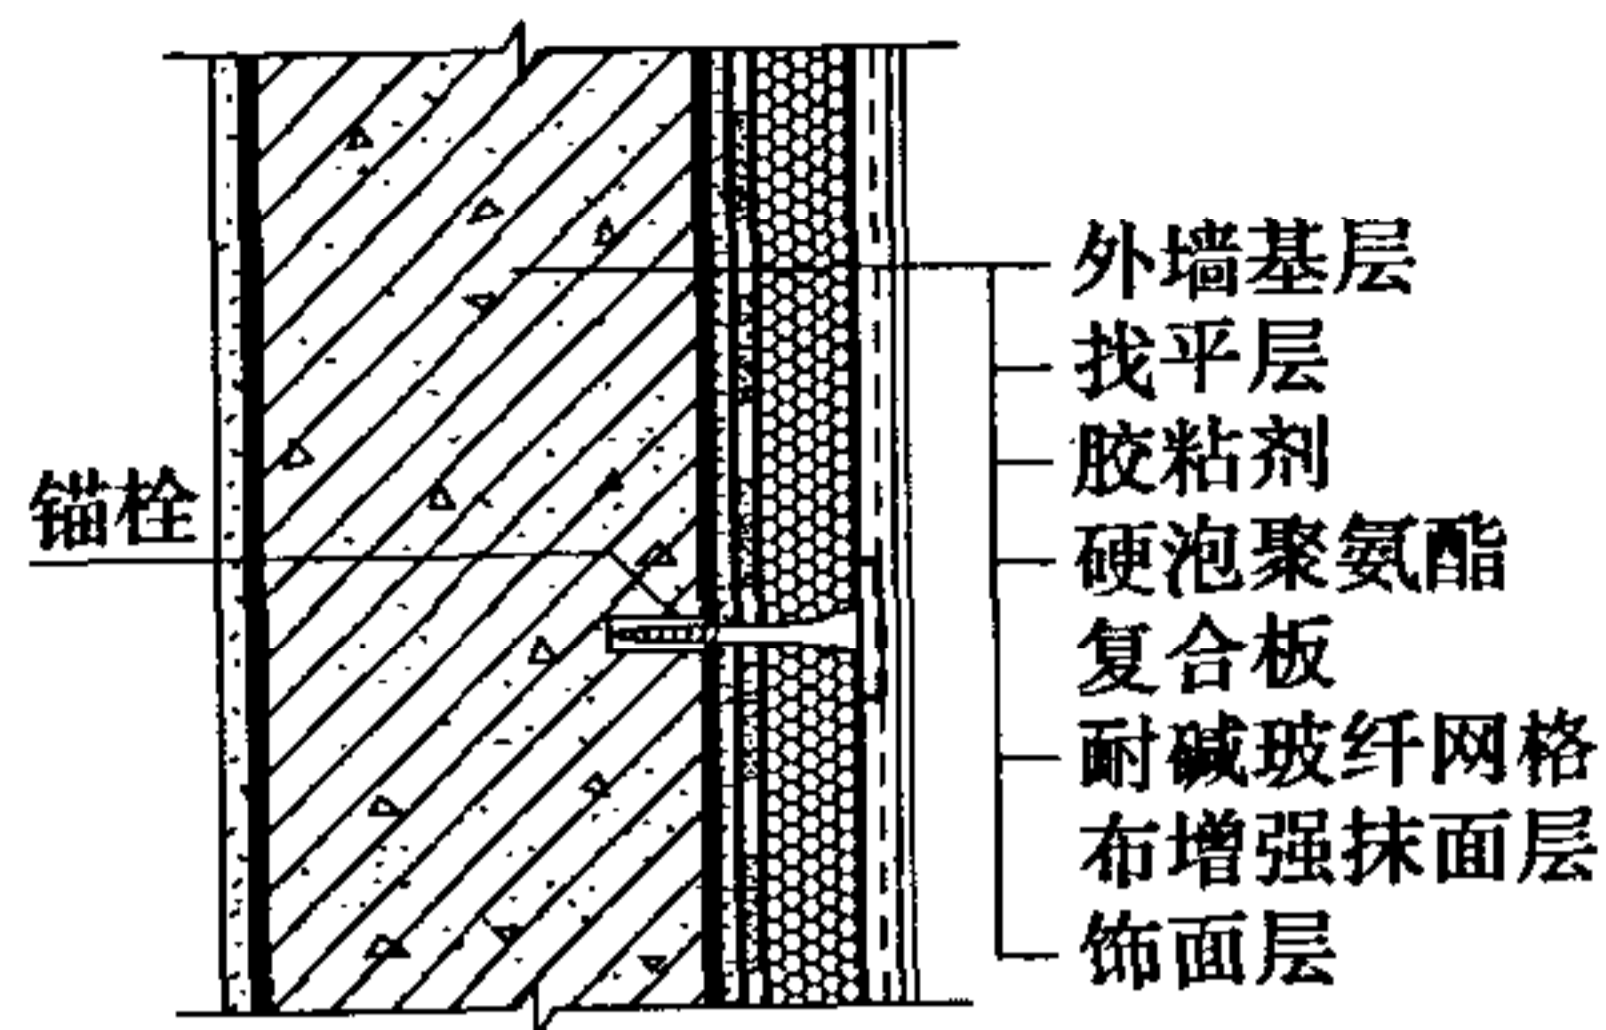 外墙基层
找平层
胶粘剂
锚栓
硬泡聚氨酯
复合板
耐碱玻纤网格
布增强抹面层
饰面层